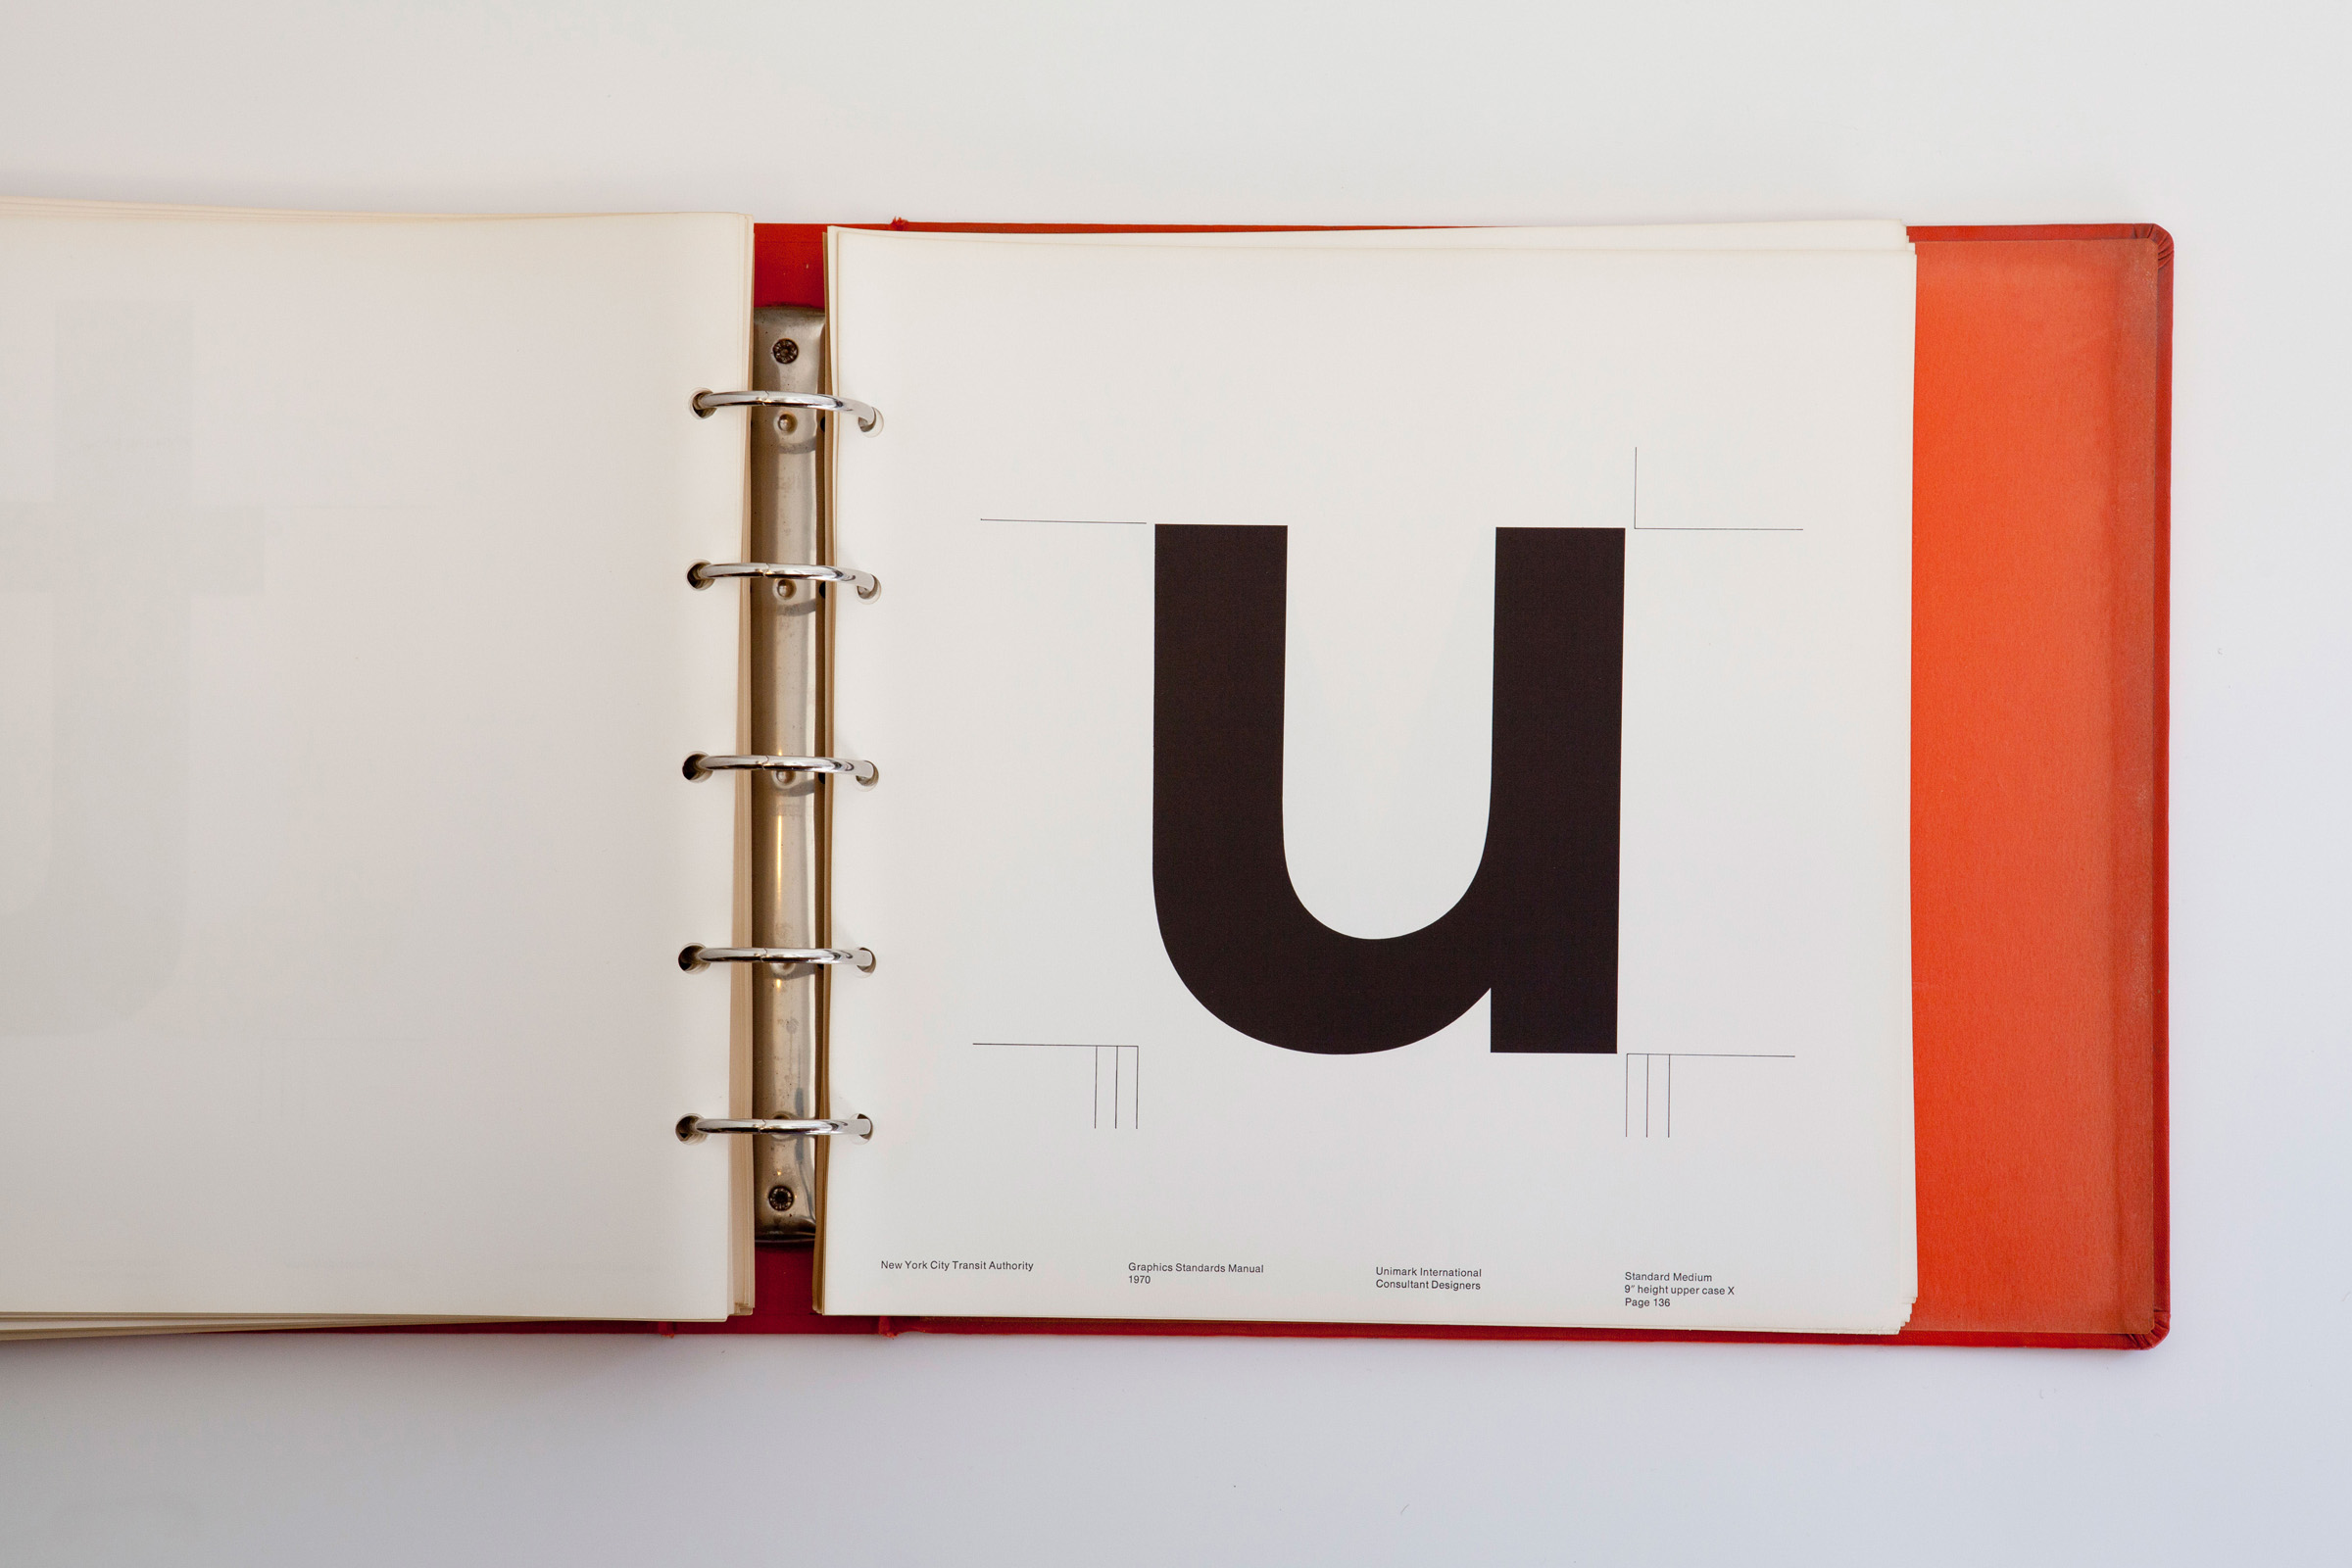 u
New York City Transit Authority
Graphics Standards Manual
1970
Unimark International
Consultant Designers
Standard Medium
9" height upper case X
Page 136